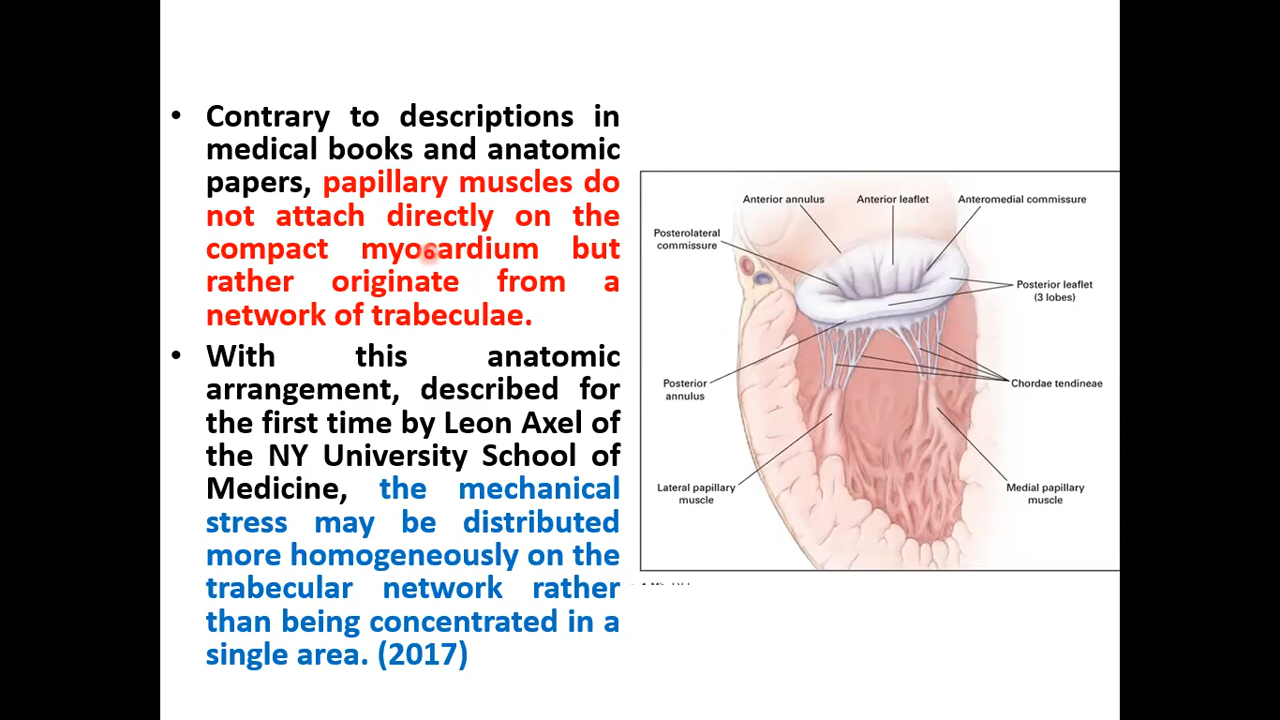 • Contrary to descriptions in
medical books and anatomic
papers, papillary muscles do
not attach directly on the
compact myocardium but
rather originate from a
network of trabeculae.
• With this anatomic
arrangement, described for
the first time by Leon Axel of
the NY University School of
Medicine, the mechanical
stress may be distributed
more homogeneously on the
trabecular network rather
than being concentrated in a
single area. (2017)
Anterior annulus
Anterior leaflet
Anteromedial commissure
Posterolateral
commissure
Posterior leaflet
(3 lobes)
Posterior
annulus
Chordae tendineae
Lateral papillary
muscle
Medial papillary
muscle